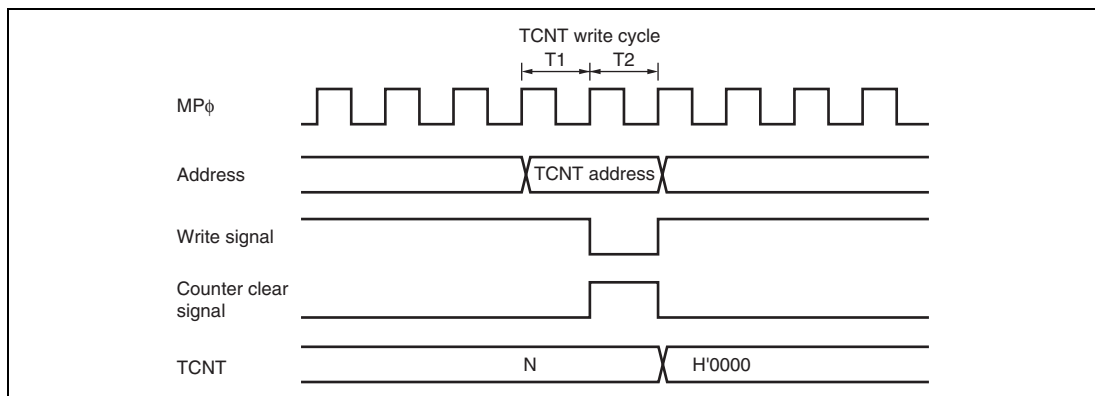 TCNT write cycle
T1 T2
MPϕ
Address TCNT address
Write signal
Counter clear
signal
TCNT N H'0000